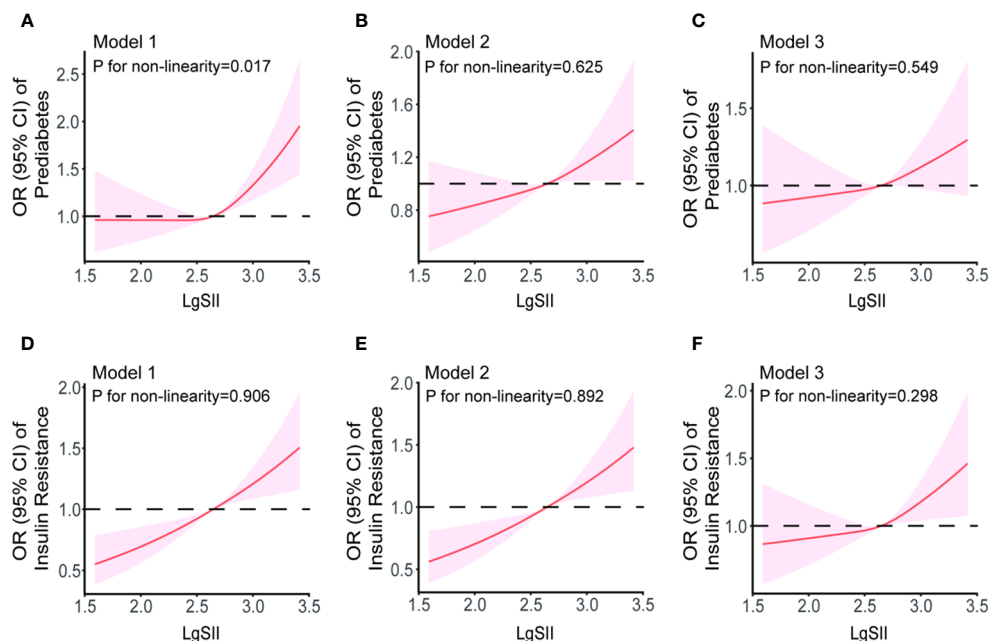 A
Model 1
P for non-linearity=0.017
OR (95% CI) of
Prediabetes
2.5
2.0
1.5
1.0
1.5 2.0 2.5 3.0 3.5
LgSII
B
Model 2
P for non-linearity=0.625
OR (95% CI) of
Prediabetes
2.0
1.6
1.2
0.8
1.5 2.0 2.5 3.0 3.5
LgSII
C
Model 3
P for non-linearity=0.549
OR (95% CI) of
Prediabetes
1.5
1.0
1.5 2.0 2.5 3.0 3.5
LgSII
D
Model 1
P for non-linearity=0.906
OR (95% CI) of
Insulin Resistance
2.0
1.5
1.0
0.5
1.5 2.0 2.5 3.0 3.5
LgSII
E
Model 2
P for non-linearity=0.892
OR (95% CI) of
Insulin Resistance
2.0
1.5
1.0
0.5
1.5 2.0 2.5 3.0 3.5
LgSII
F
Model 3
P for non-linearity=0.298
OR (95% CI) of
Insulin Resistance
2.0
1.5
1.0
1.5 2.0 2.5 3.0 3.5
LgSII